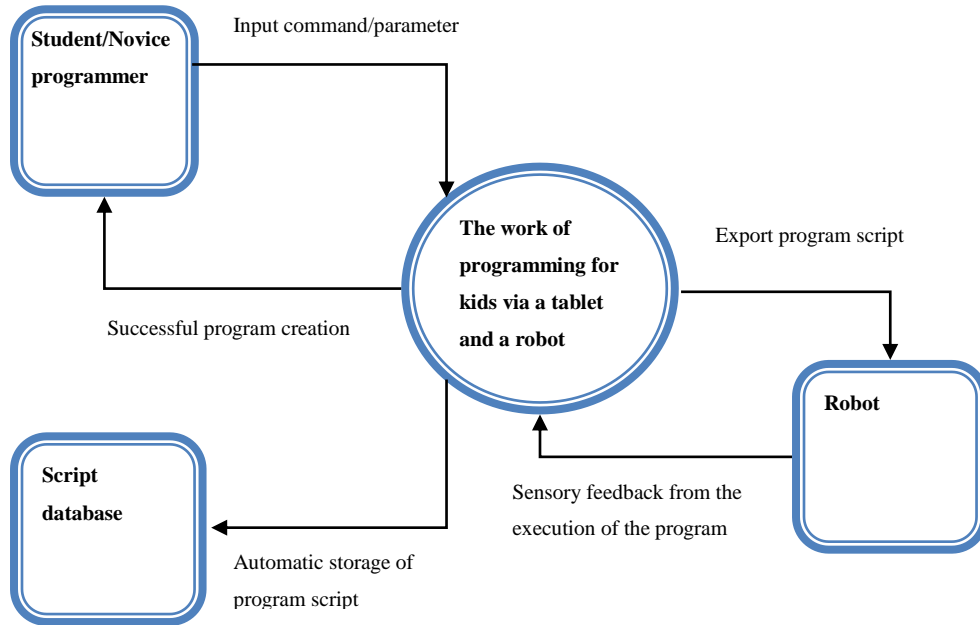 Input command/parameter
Student/Novice
programmer
The work of
programming for
kids via a tablet
and a robot
Export program script
Successful program creation
Robot
Script
database
Sensory feedback from the
execution of the program
Automatic storage of
program script